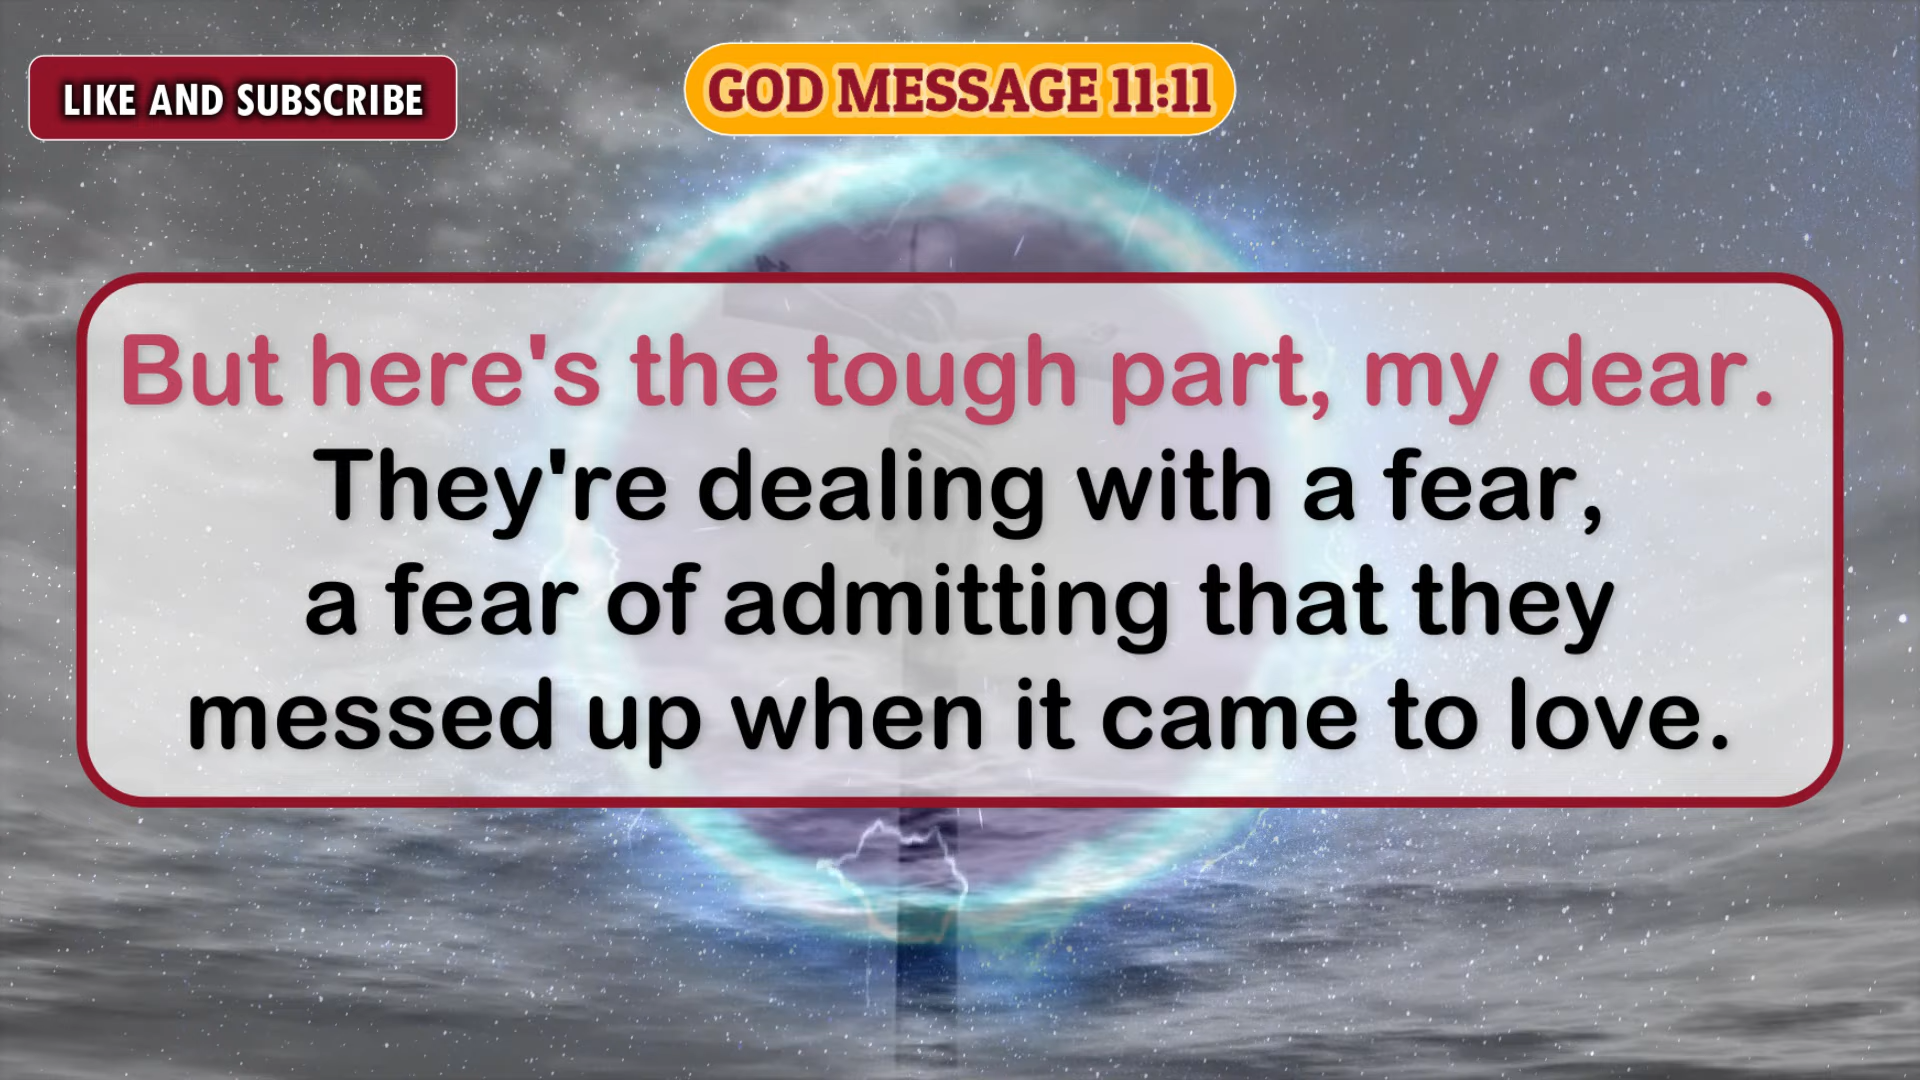 LIKE AND SUBSCRIBE
GOD MESSAGE 11:11
But here's the tough part, my dear.
They're dealing with a fear,
a fear of admitting that they
messed up when it came to love.